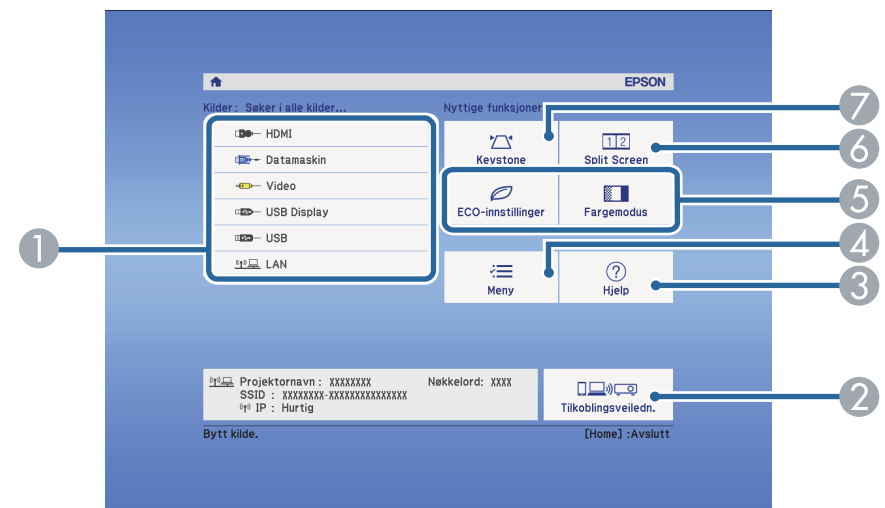 EPSON
Kilder: Søker i alle kilder...
Nyttige funksjoner
HDMI
Datamaskin
Video
USB Display
USB
LAN
Keystone
1 2
Split Screen
ECO-innstillinger
Fargemodus
Meny
?
Hjelp
Projektornavn : XXXXXXXX
Nøkkelord: XXXX
SSID : XXXXXXXX-XXXXXXXXXXXXXXX
IP : Hurtig
Tilkoblingsveiledn.
Bytt kilde.
[Home] :Avslutt
1
7
6
5
4
3
2